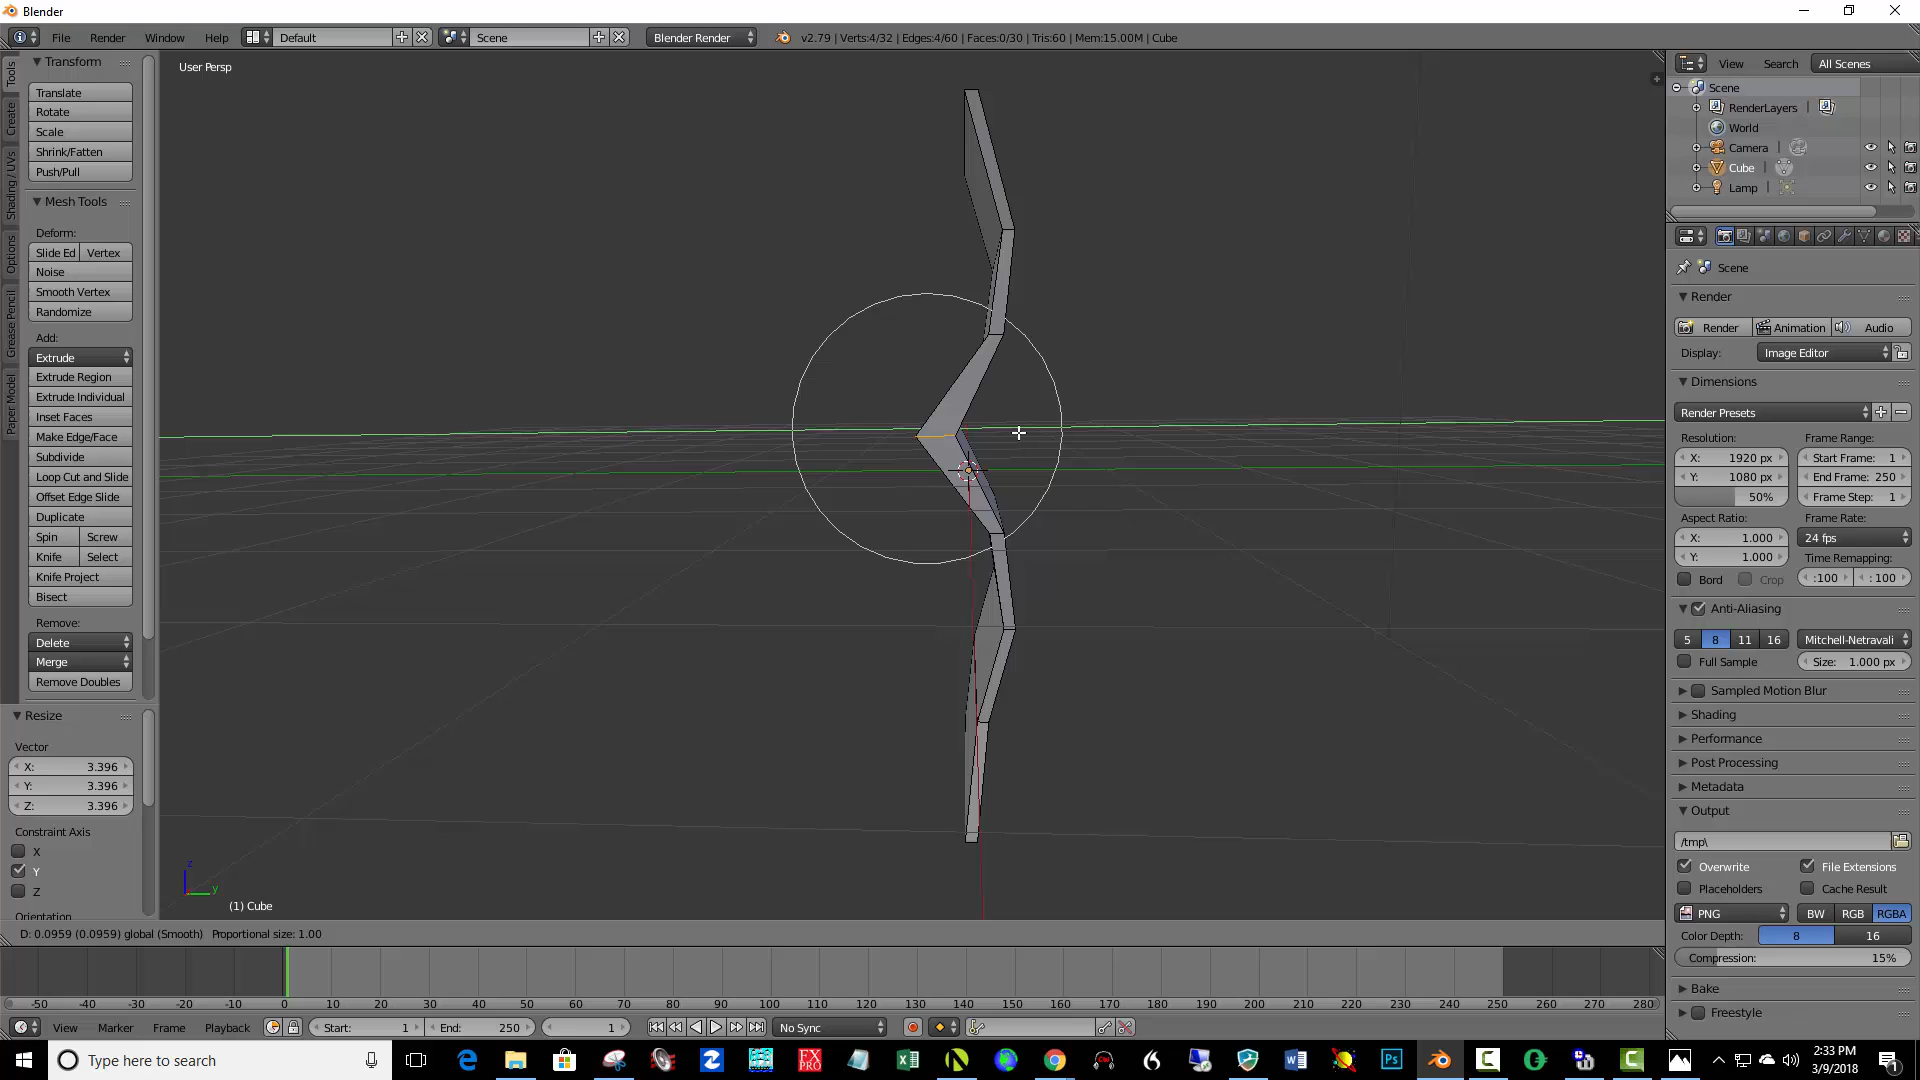 Blender
File Render Window Help Default Scene Blender Render v2.79 | Verts:4/32 | Edges:4/60 | Faces:0/30 | Tris:60 | Mem:15.00M | Cube
Tools
Create
Shading / UVs
Options
Grease Pencil
Paper Model
Transform
Translate
Rotate
Scale
Shrink/Fatten
Push/Pull
Mesh Tools
Deform:
Slide Ed Vertex
Noise
Smooth Vertex
Randomize
Add:
Extrude
Extrude Region
Extrude Individual
Inset Faces
Make Edge/Face
Subdivide
Loop Cut and Slide
Offset Edge Slide
Duplicate
Spin Screw
Knife Select
Knife Project
Bisect
Remove:
Delete
Merge
Remove Doubles
Resize
Vector
X: 3.396
Y: 3.396
Z: 3.396
Constraint Axis
X
Y
Z
Orientation
User Persp
z
y
(1) Cube
D: 0.0959 (0.0959) global (Smooth) Proportional size: 1.00
View Search All Scenes
Scene
RenderLayers
World
Camera
Cube
Lamp
Scene
Render
Render Animation Audio
Display: Image Editor
Dimensions
Render Presets
Resolution: Frame Range:
X: 1920 px Start Frame: 1
Y: 1080 px End Frame: 250
50% Frame Step: 1
Aspect Ratio: Frame Rate:
X: 1.000 24 fps
Y: 1.000 Time Remapping:
Bord Crop :100 : 100
Anti-Aliasing
5 8 11 16 Mitchell-Netravali
Full Sample Size: 1.000 px
Sampled Motion Blur
Shading
Performance
Post Processing
Metadata
Output
/tmp\
Overwrite File Extensions
Placeholders Cache Result
PNG BW RGB RGBA
Color Depth: 8 16
Compression: 15%
Bake
Freestyle
-50 -40 -30 -20 -10 0 10 20 30 40 50 60 70 80 90 100 110 120 130 140 150 160 170 180 190 200 210 220 230 240 250 260 270 280
View Marker Frame Playback Start: 1 End: 250 1 No Sync
Type here to search
FX PRO
Ps
2:33 PM
3/9/2018
1